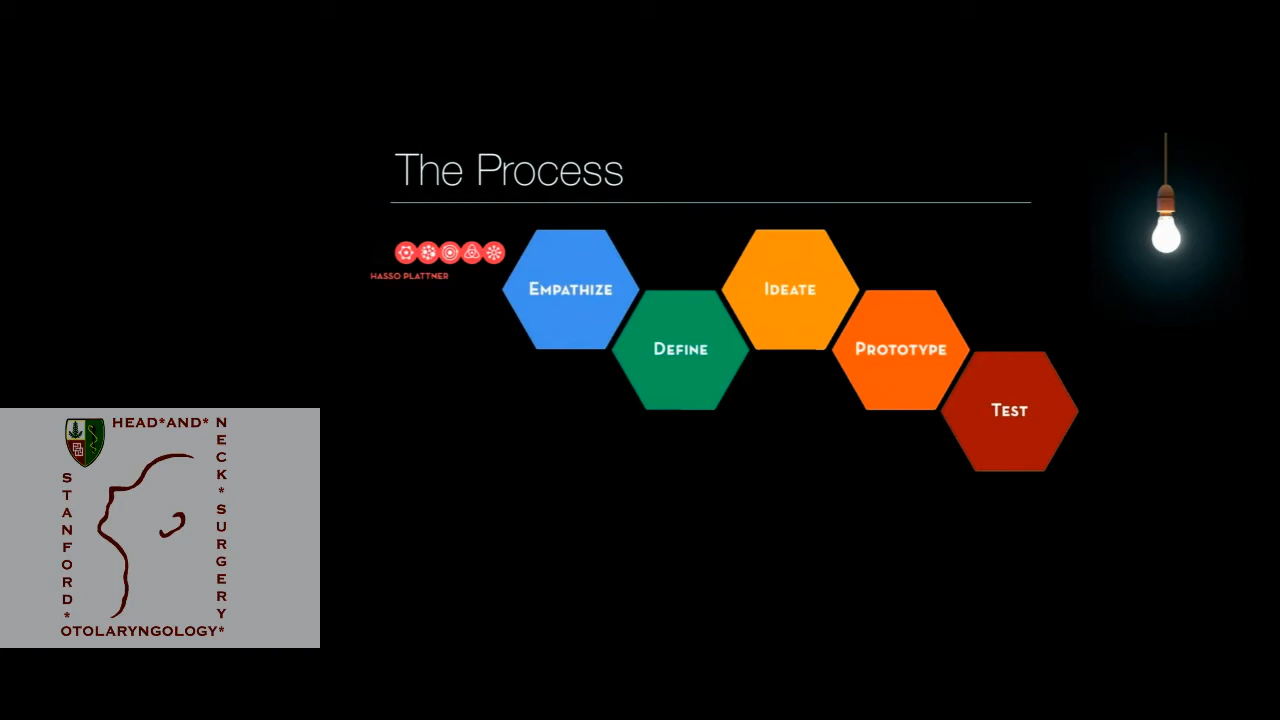 The Process
HASSO PLATTNER
EMPATHIZE
DEFINE
IDEATE
PROTOTYPE
TEST
HEAD*AND*
NECK*SURGERY*
STANFORD*
OTOLARYNGOLOGY*